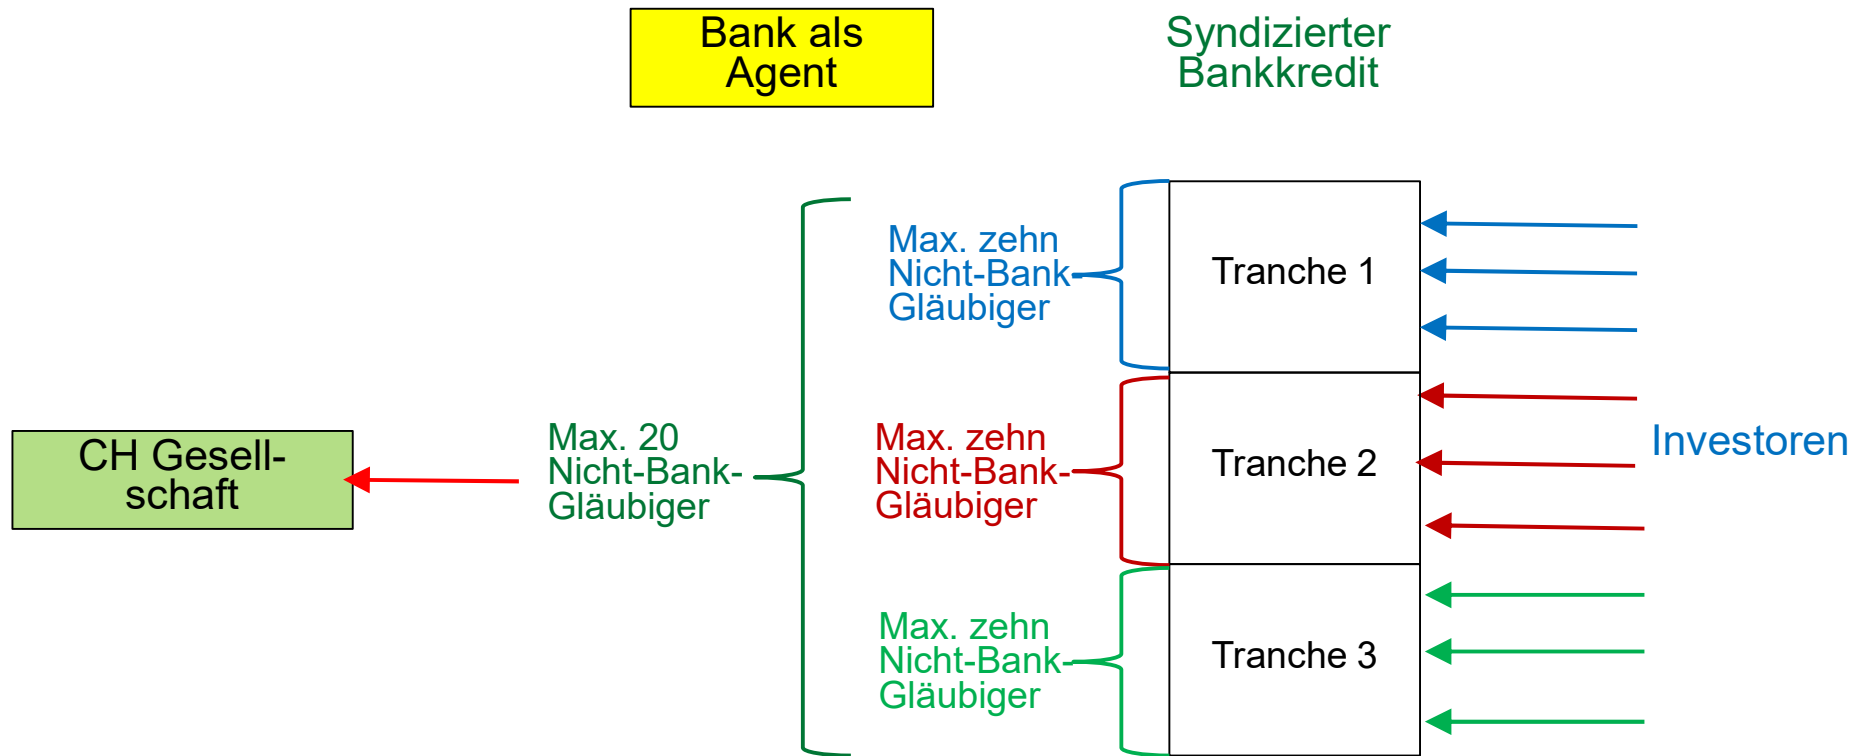 Bank als
Agent
Syndizierter
Bankkredit
Max. zehn
Nicht-Bank-
Gläubiger
Tranche 1
CH Gesell-
schaft
Max. 20
Nicht-Bank-
Gläubiger
Max. zehn
Nicht-Bank-
Gläubiger
Tranche 2
Investoren
Max. zehn
Nicht-Bank-
Gläubiger
Tranche 3